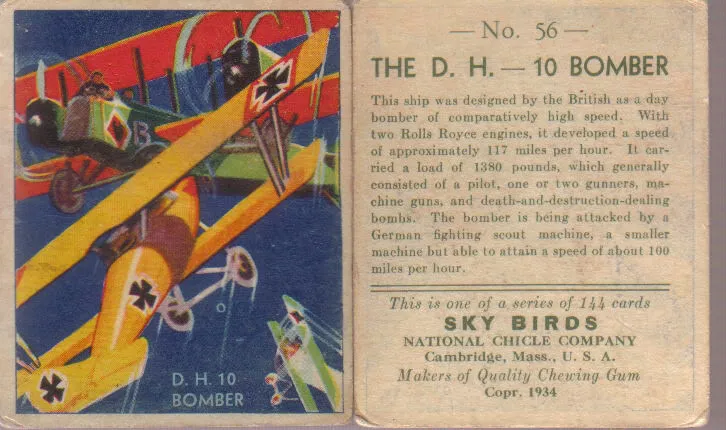 B
D. H. 10
BOMBER
— No. 56 —
THE D. H. — 10 BOMBER
This ship was designed by the British as a day
bomber of comparatively high speed. With
two Rolls Royce engines, it developed a speed
of approximately 117 miles per hour. It car-
ried a load of 1380 pounds, which generally
consisted of a pilot, one or two gunners, ma-
chine guns, and death-and-destruction-dealing
bombs. The bomber is being attacked by a
German fighting scout machine, a smaller
machine but able to attain a speed of about 100
miles per hour.
This is one of a series of 144 cards
SKY BIRDS
NATIONAL CHICLE COMPANY
Cambridge, Mass., U. S. A.
Makers of Quality Chewing Gum
Copr. 1934